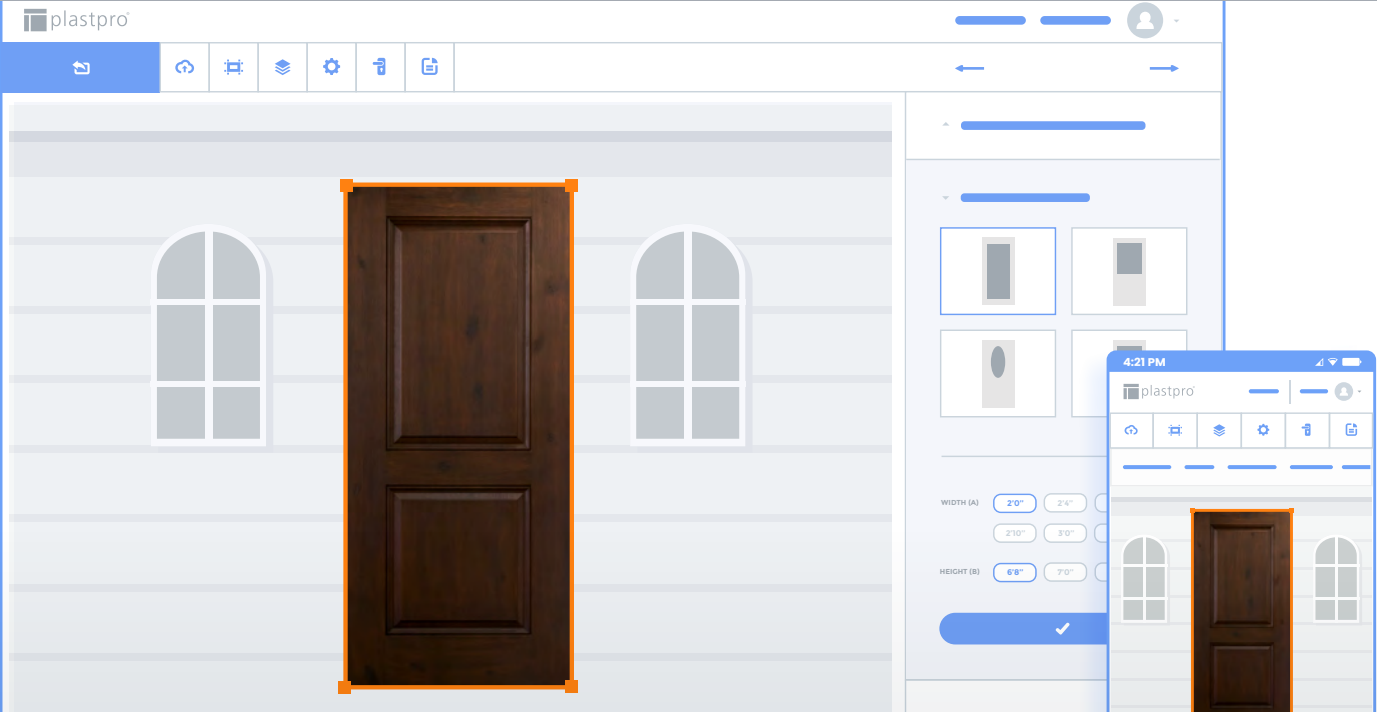 plastpro
WIDTH (A) 2'0" 2'4"
2'10" 3'0"
HEIGHT (B) 6'8" 7'0"
4:21 PM
plastpro